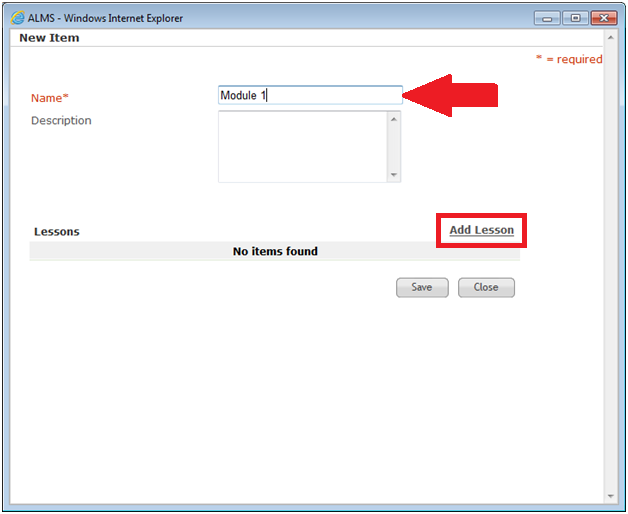 ALMS - Windows Internet Explorer
New Item
* = required
Name* Module 1
Description
Lessons Add Lesson
No items found
Save Close